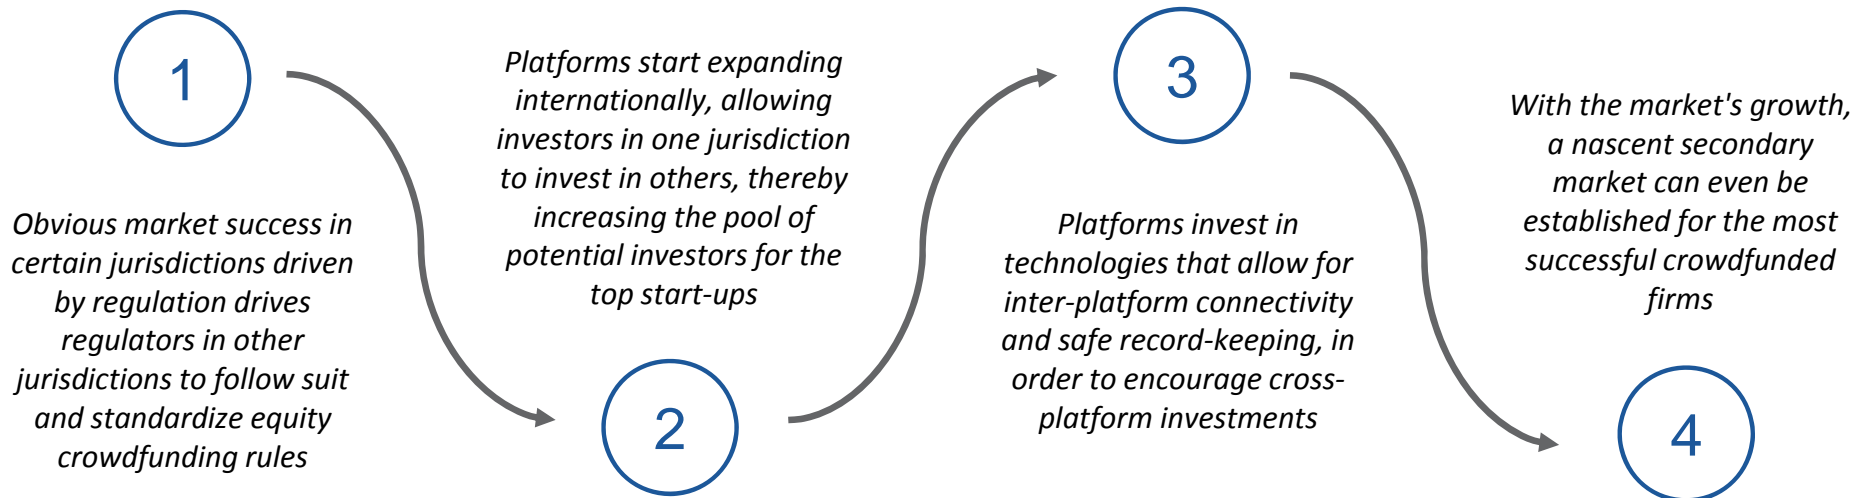 1
Obvious market success in
certain jurisdictions driven
by regulation drives
regulators in other
jurisdictions to follow suit
and standardize equity
crowdfunding rules
Platforms start expanding
internationally, allowing
investors in one jurisdiction
to invest in others, thereby
increasing the pool of
potential investors for the
top start-ups
2
3
Platforms invest in
technologies that allow for
inter-platform connectivity
and safe record-keeping, in
order to encourage cross-
platform investments
With the market's growth,
a nascent secondary
market can even be
established for the most
successful crowdfunded
firms
4